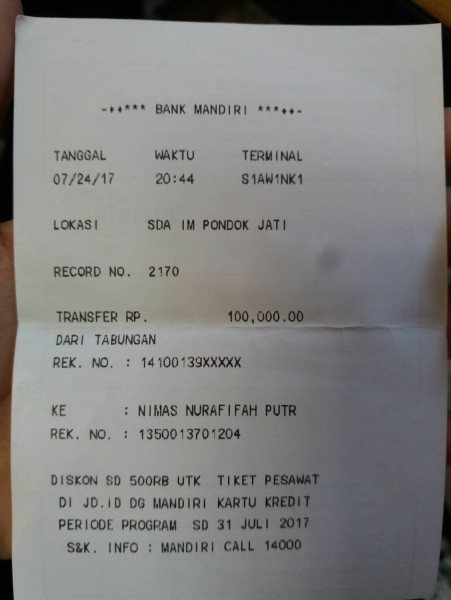 -++*** BANK MANDIRI ***++-
TANGGAL WAKTU TERMINAL
07/24/17 20:44 S1AW1NK1
LOKASI SDA IM PONDOK JATI
RECORD NO. 2170
TRANSFER RP. 100,000.00
DARI TABUNGAN
REK. NO. : 14100139XXXXX
KE : NIMAS NURAFIFAH PUTR
REK. NO. : 1350013701204
DISKON SD 500RB UTK TIKET PESAWAT
DI JD.ID DG MANDIRI KARTU KREDIT
PERIODE PROGRAM SD 31 JULI 2017
S&K. INFO : MANDIRI CALL 14000